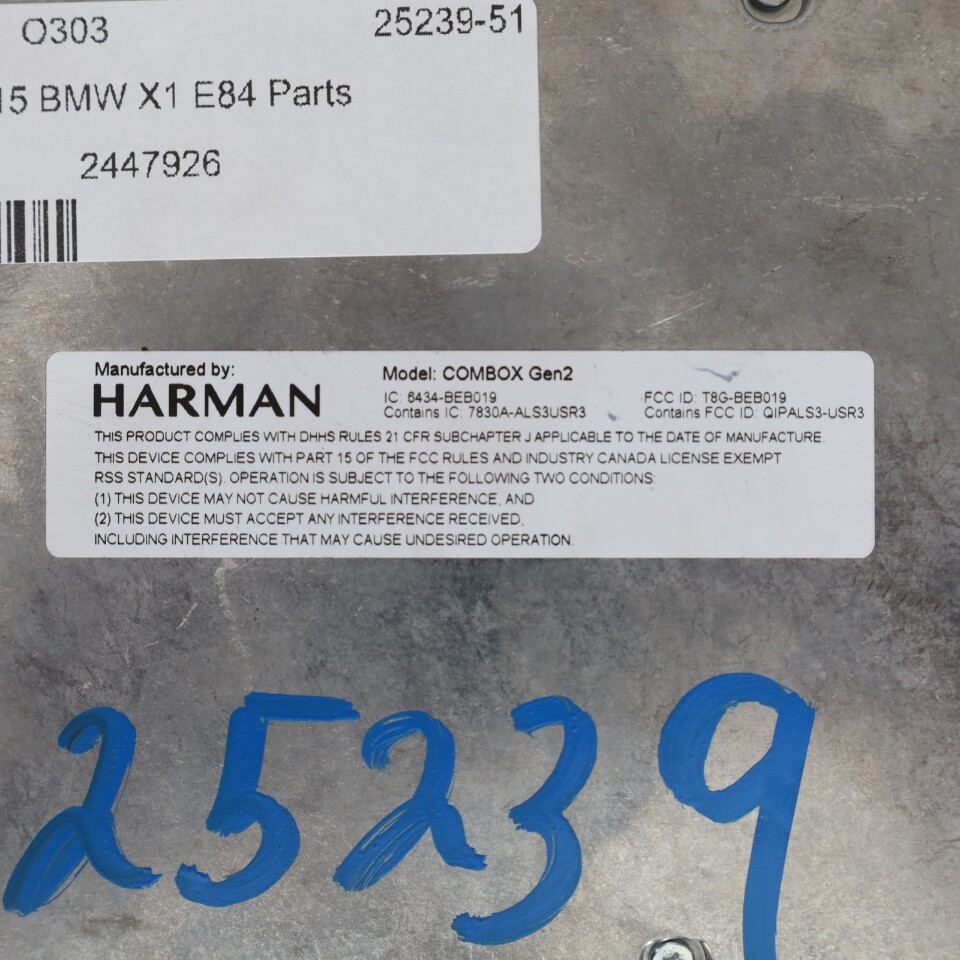 O303 25239-51
15 BMW X1 E84 Parts
2447926
Manufactured by:
HARMAN
Model: COMBOX Gen2
IC: 6434-BEB019 FCC ID: T8G-BEB019
Contains IC: 7830A-ALS3USR3 Contains FCC ID: QIPALS3-USR3
THIS PRODUCT COMPLIES WITH DHHS RULES 21 CFR SUBCHAPTER J APPLICABLE TO THE DATE OF MANUFACTURE.
THIS DEVICE COMPLIES WITH PART 15 OF THE FCC RULES AND INDUSTRY CANADA LICENSE EXEMPT
RSS STANDARD(S). OPERATION IS SUBJECT TO THE FOLLOWING TWO CONDITIONS:
(1) THIS DEVICE MAY NOT CAUSE HARMFUL INTERFERENCE, AND
(2) THIS DEVICE MUST ACCEPT ANY INTERFERENCE RECEIVED,
INCLUDING INTERFERENCE THAT MAY CAUSE UNDESIRED OPERATION.
25239